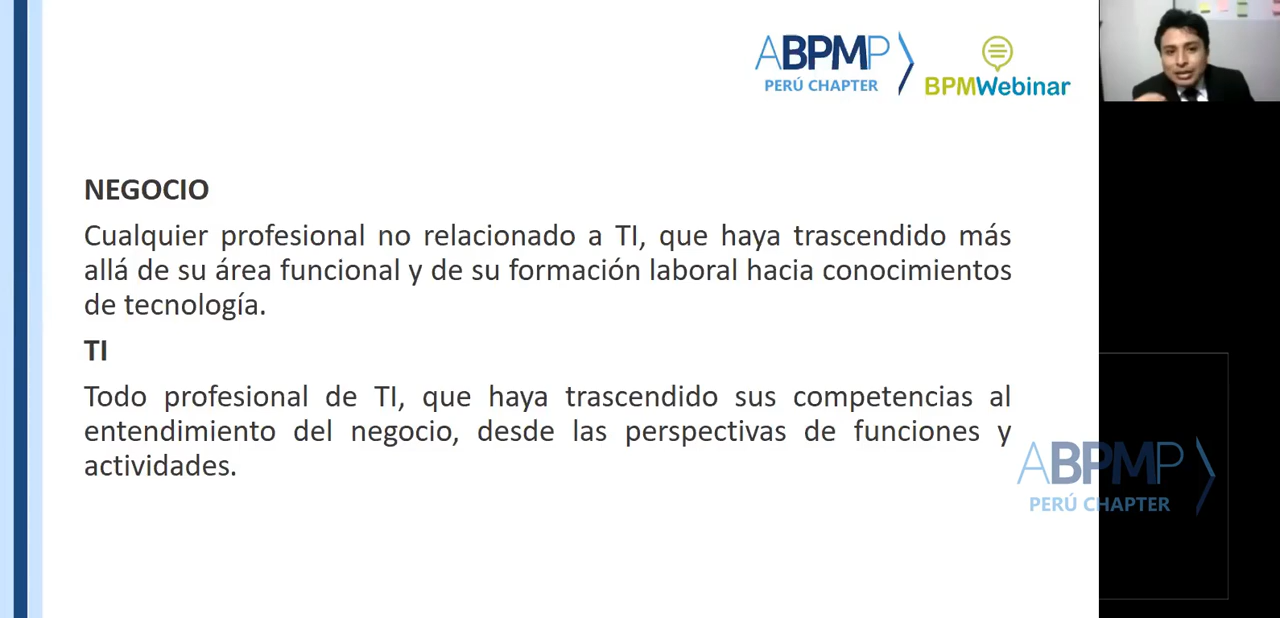 ABPMP
PERÚ CHAPTER
BPMWebinar
NEGOCIO
Cualquier profesional no relacionado a TI, que haya trascendido más
allá de su área funcional y de su formación laboral hacia conocimientos
de tecnología.
TI
Todo profesional de TI, que haya trascendido sus competencias al
entendimiento del negocio, desde las perspectivas de funciones y
actividades.
ABPMP
PERÚ CHAPTER